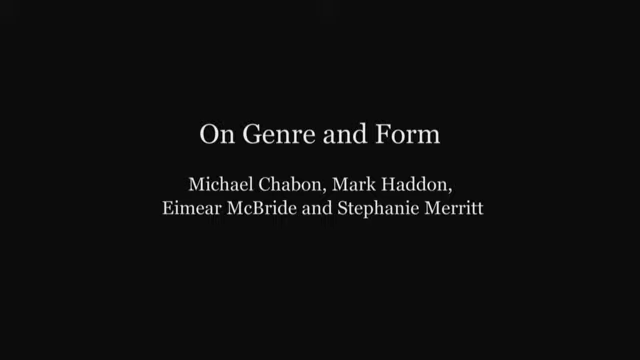 On Genre and Form
Michael Chabon, Mark Haddon,
Eimear McBride and Stephanie Merritt